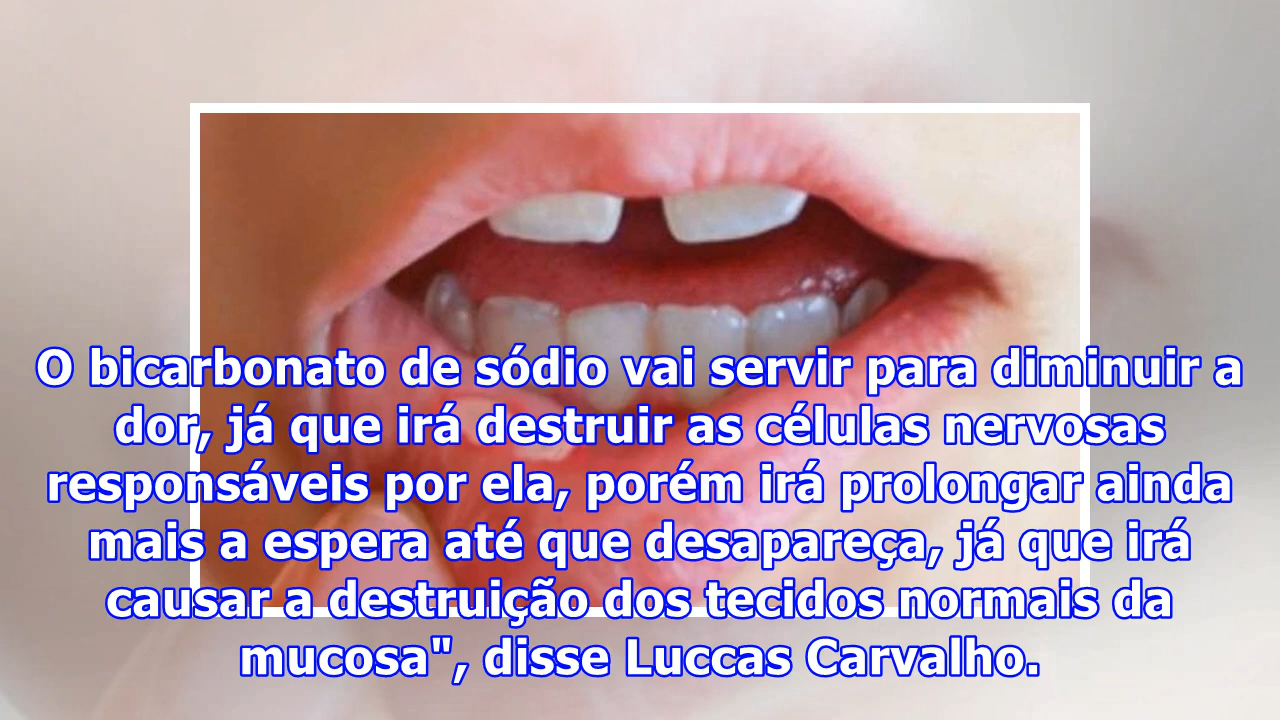 O bicarbonato de sódio vai servir para diminuir a
dor, já que irá destruir as células nervosas
responsáveis por ela, porém irá prolongar ainda
mais a espera até que desapareça, já que irá
causar a destruição dos tecidos normais da
mucosa", disse Luccas Carvalho.